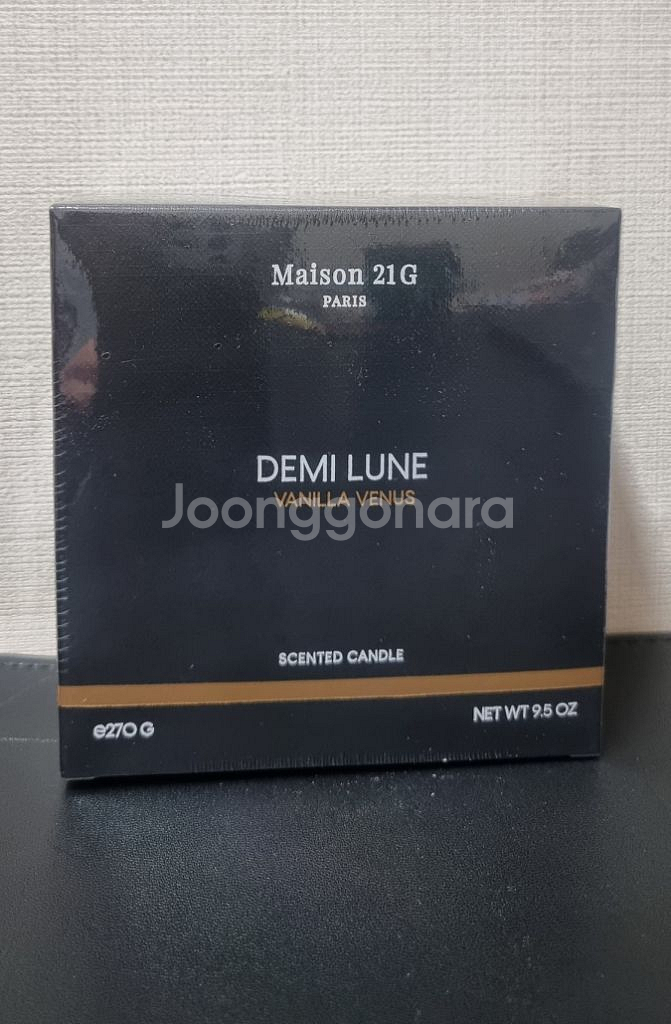 Maison 21G
PARIS
DEMI LUNE
VANILLA VENUS
Joonggonara
SCENTED CANDLE
℮270 G
NET WT 9.5 OZ